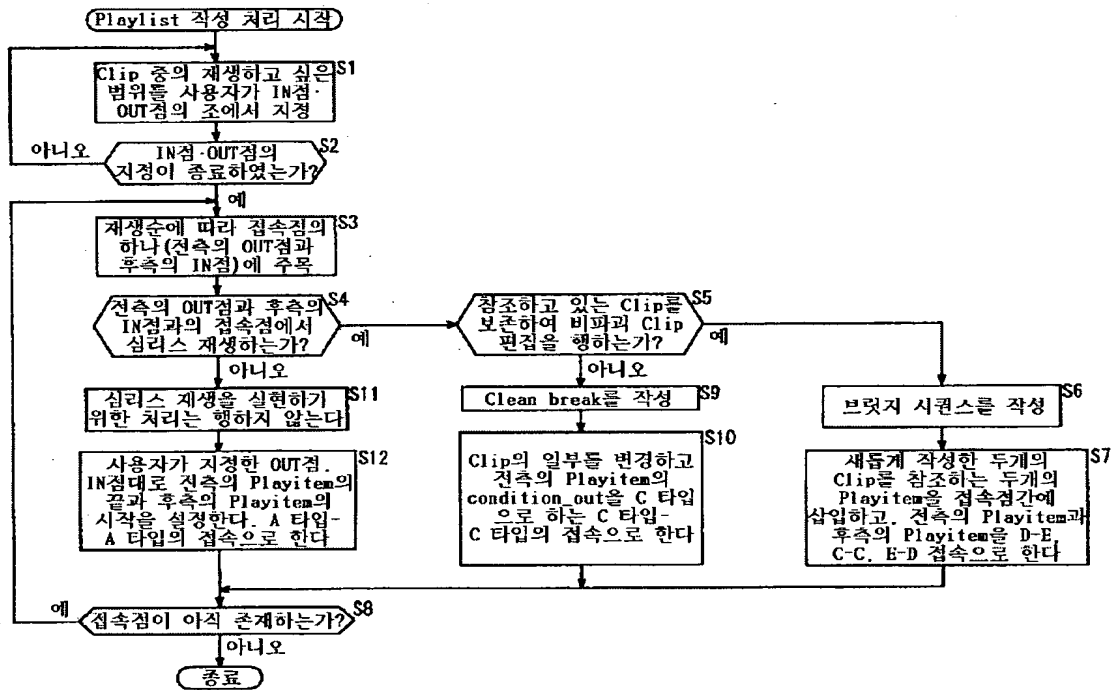 Playlist 작성 처리 시작
Clip 중의 재생하고 싶은
범위를 사용자가 IN점·
OUT점의 조에서 지정
S1
IN점·OUT점의
지정이 종료하였는가?
S2
아니오
예
재생순에 따라 접속점의
하나(전측의 OUT점과
후측의 IN점)에 주목
S3
전측의 OUT점과 후측의
IN점과의 접속점에서
심리스 재생하는가?
S4
예
아니오
참조하고 있는 Clip를
보존하여 비파괴 Clip
편집을 행하는가?
S5
예
아니오
심리스 재생을 실현하기
위한 처리는 행하지 않는다
S11
Clean break를 작성
S9
브릿지 시퀀스를 작성
S6
사용자가 지정한 OUT점.
IN점대로 전측의 Playitem의
끝과 후측의 Playitem의
시작을 설정한다. A 타입-
A 타입의 접속으로 한다
S12
Clip의 일부를 변경하고
전측의 Playitem의
condition_out을 C 타입
으로 하는 C 타입-
C 타입의 접속으로 한다
S10
새롭게 작성한 두개의
Clip를 참조하는 두개의
Playitem을 접속점간에
삽입하고. 전측의 Playitem과
후측의 Playitem을 D-E.
C-C. E-D 접속으로 한다
S7
예
접속점이 아직 존재하는가?
S8
아니오
종료